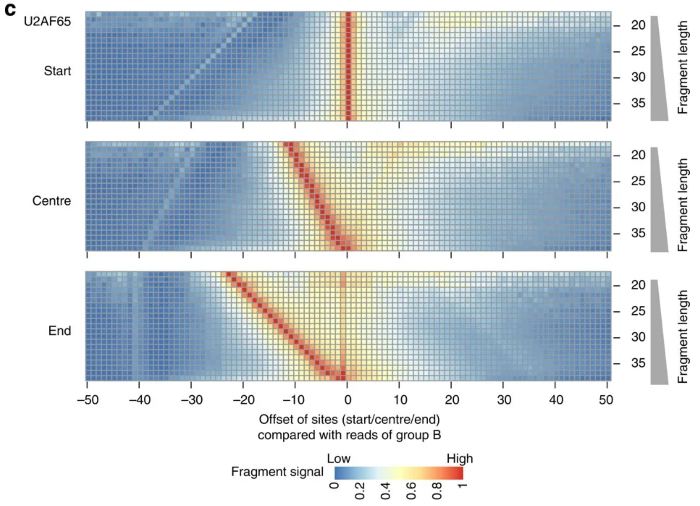 c
U2AF65
Start
20
25
30
35
Fragment length
Centre
20
25
30
35
Fragment length
End
20
25
30
35
Fragment length
−50 −40 −30 −20 −10 0 10 20 30 40 50
Offset of sites (start/centre/end)
compared with reads of group B
Low High
Fragment signal
0 0.2 0.4 0.6 0.8 1